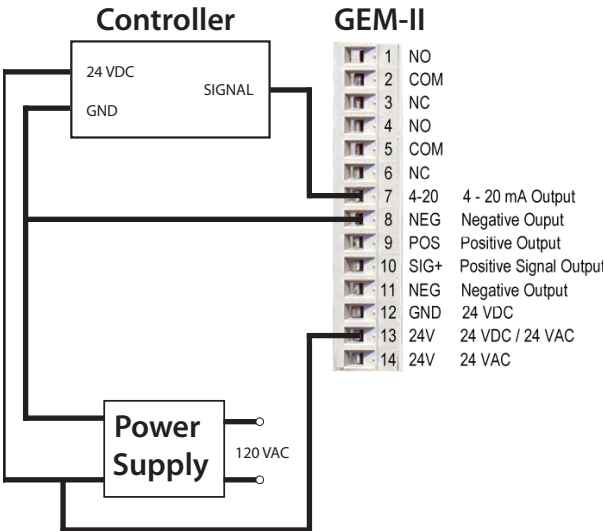 Controller
GEM-II
24 VDC
SIGNAL
GND
1 NO
2 COM
3 NC
4 NO
5 COM
6 NC
7 4-20 4 - 20 mA Output
8 NEG Negative Ouput
9 POS Positive Output
10 SIG+ Positive Signal Output
11 NEG Negative Output
12 GND 24 VDC
13 24V 24 VDC / 24 VAC
14 24V 24 VAC
Power
Supply
120 VAC